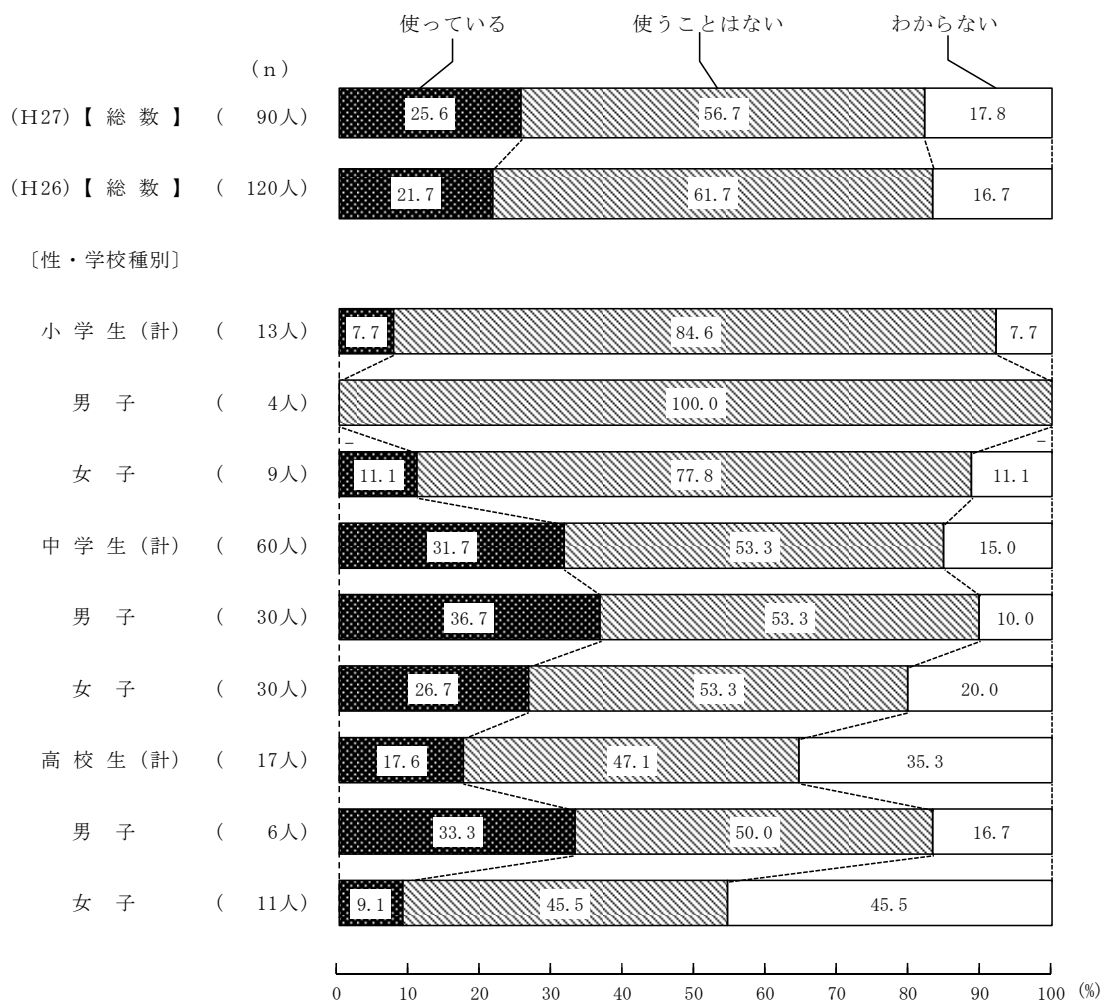 使っている 使うことはない わからない
(n)
(H27)【 総 数 】 ( 90人) 25.6 56.7 17.8
(H26)【 総 数 】 ( 120人) 21.7 61.7 16.7
〔性・学校種別〕
小 学 生 (計) ( 13人) 7.7 84.6 7.7
男 子 ( 4人) 100.0
− −
女 子 ( 9人) 11.1 77.8 11.1
中 学 生 (計) ( 60人) 31.7 53.3 15.0
男 子 ( 30人) 36.7 53.3 10.0
女 子 ( 30人) 26.7 53.3 20.0
高 校 生 (計) ( 17人) 17.6 47.1 35.3
男 子 ( 6人) 33.3 50.0 16.7
女 子 ( 11人) 9.1 45.5 45.5
0 10 20 30 40 50 60 70 80 90 100 (%)